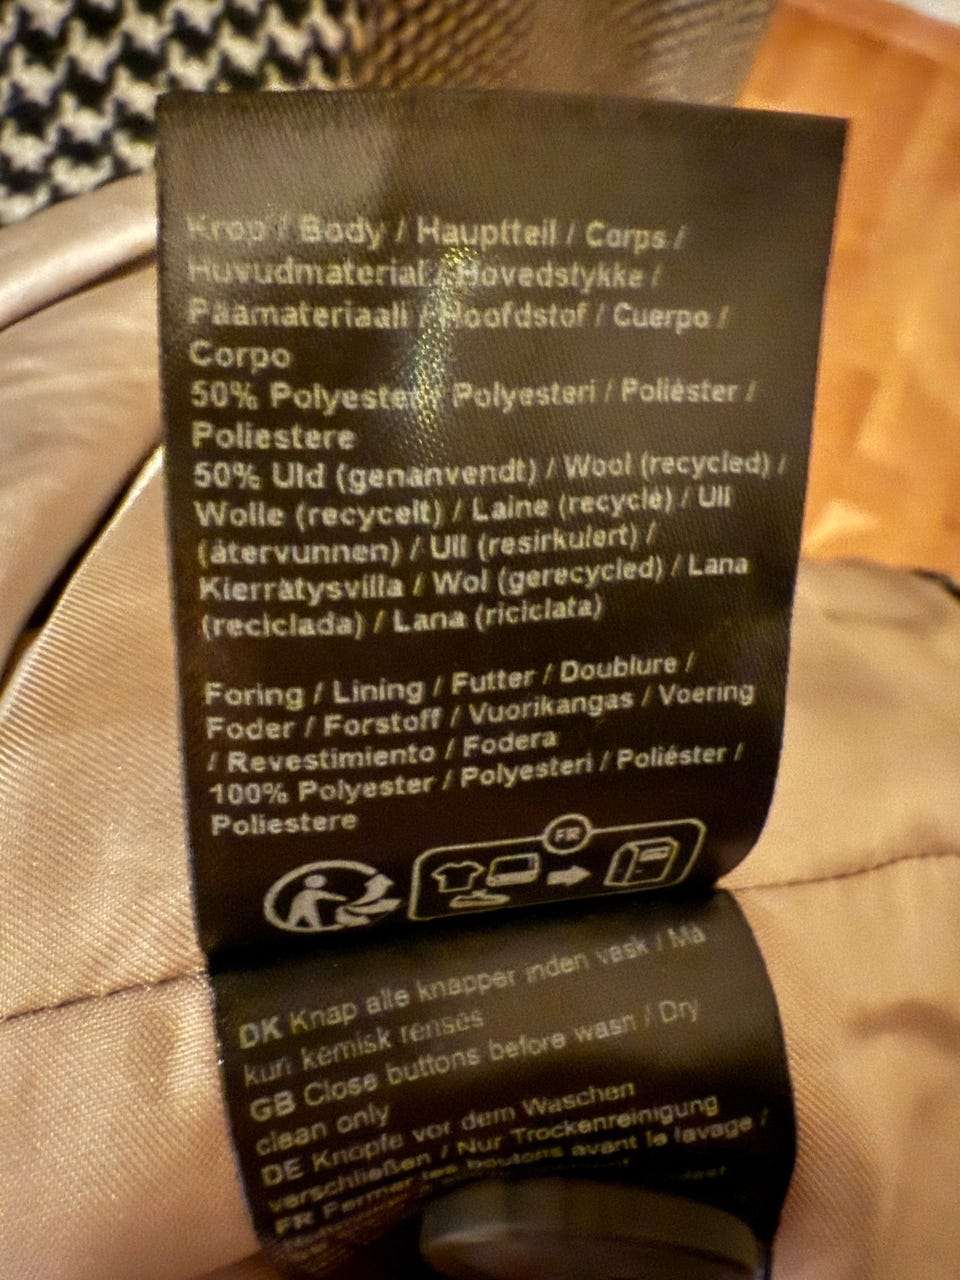 Krop / Body / Hauptteil / Corps /
Huvudmaterial / Hovedstykke /
Päämateriaali / Hoofdstof / Cuerpo /
Corpo
50% Polyester / Polyesteri / Poliéster /
Poliestere
50% Uld (genanvendt) / Wool (recycled) /
Wolle (recycelt) / Laine (recyclé) / Ull
(återvunnen) / Ull (resirkulert) /
Kierrätysvilla / Wol (gerecycled) / Lana
(reciclada) / Lana (riciclata)
Foring / Lining / Futter / Doublure /
Foder / Forstoff / Vuorikangas / Voering
/ Revestimiento / Fodera
100% Polyester / Polyesteri / Poliéster /
Poliestere
FR
DK Knap alle knapper inden vask / Må
kun kemisk renses
GB Close buttons before wash / Dry
clean only
DE Knöpfe vor dem Waschen
verschließen / Nur Trockenreinigung
FR Fermer les boutons avant le lavage /